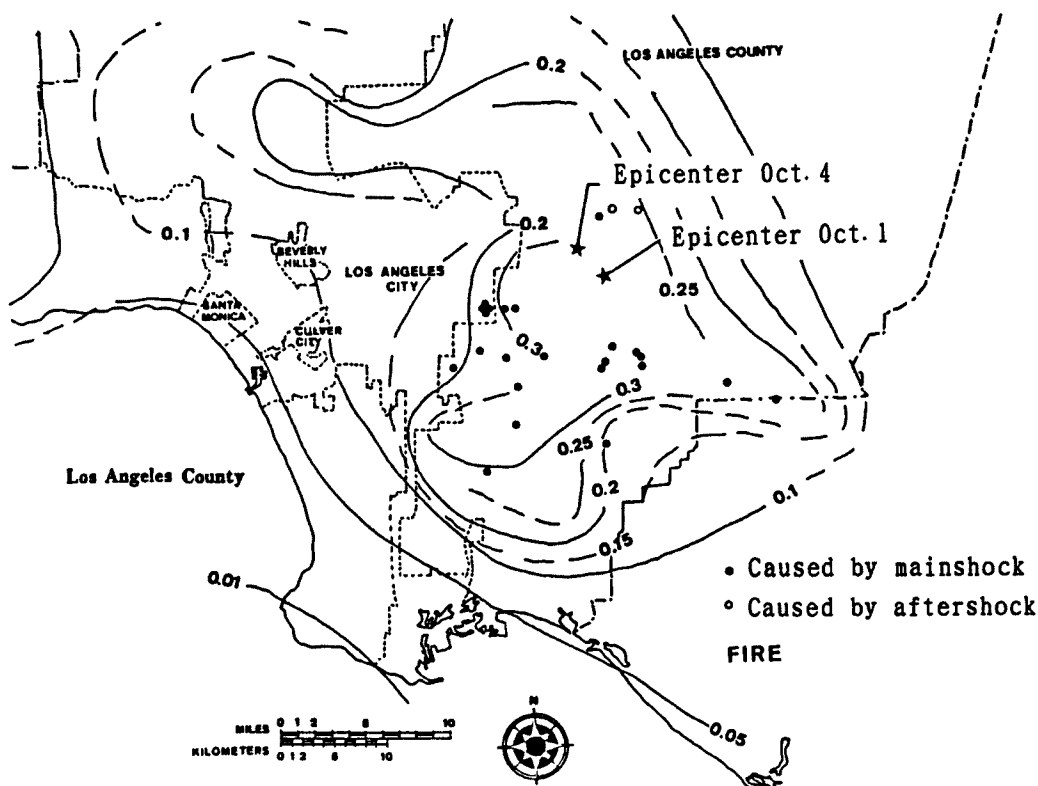 LOS ANGELES COUNTY
0.2
Epicenter Oct. 4
0.2
Epicenter Oct. 1
0.1
BEVERLY
HILLS
LOS ANGELES
CITY
0.25
SANTA
MONICA
CULVER
CITY
0.3
0.3
0.25
Los Angeles County
0.2
0.1
0.15
0.01
• Caused by mainshock
○ Caused by aftershock
FIRE
N
MILES 0 1 2 6 10
KILOMETERS 0 1 2 6 10
0.05